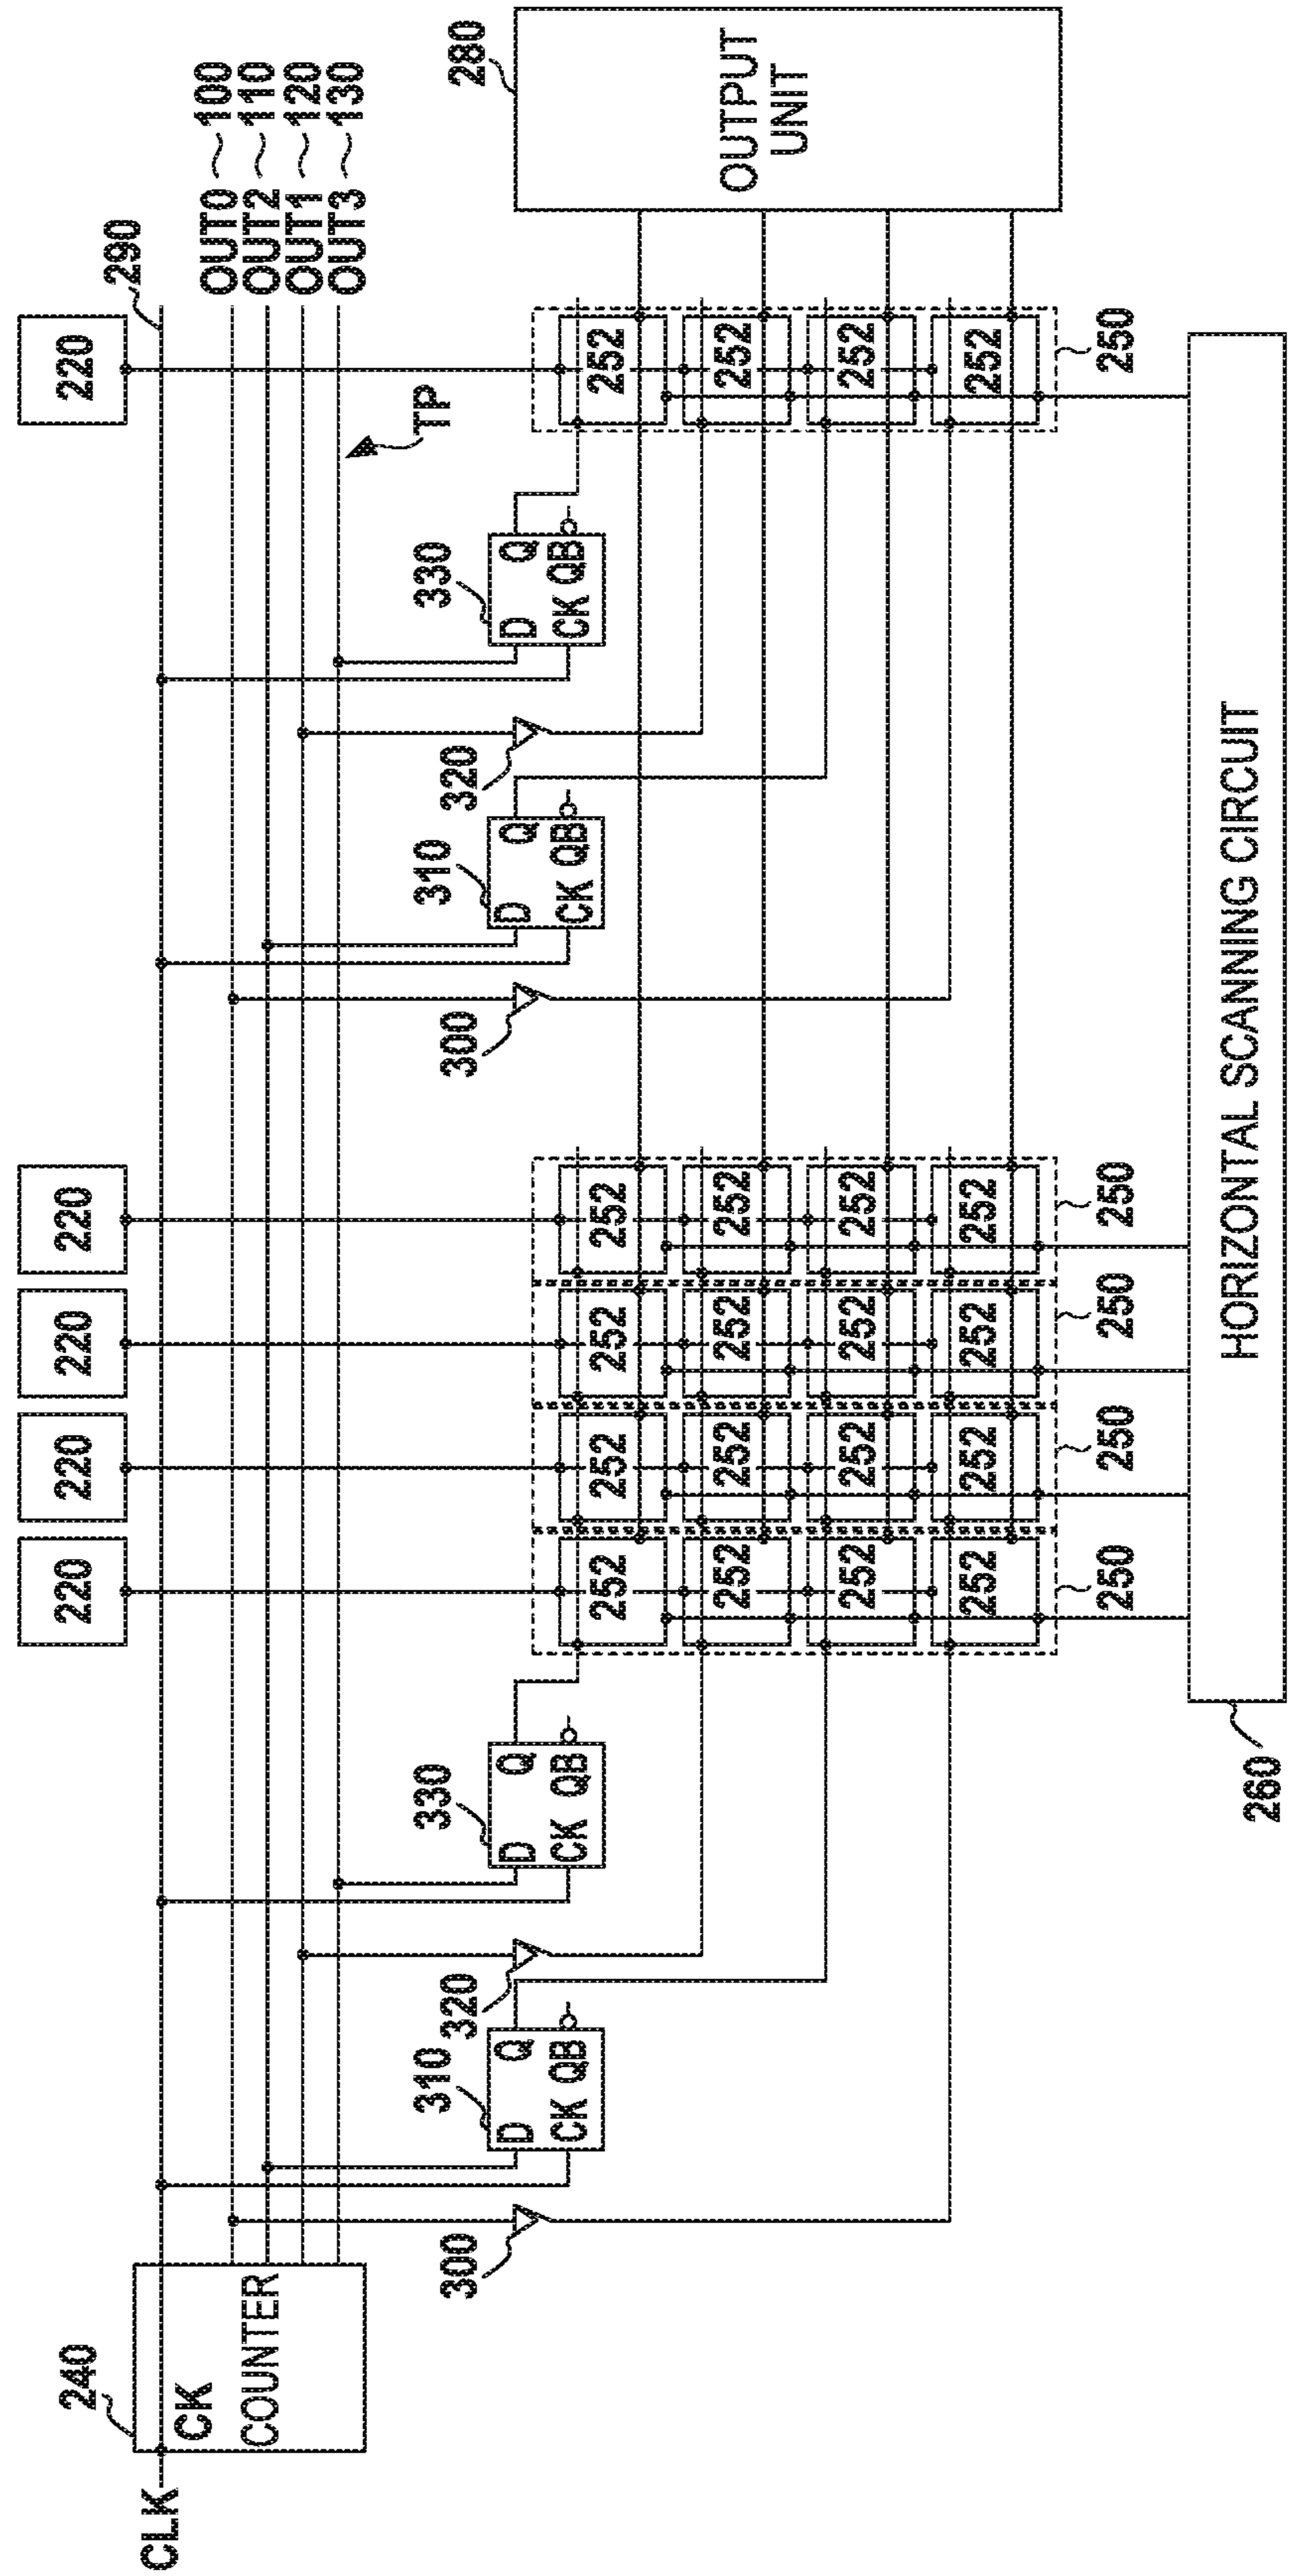 240
220
220
220
220
220
290
CLK
CK
COUNTER
OUT0 ~ 100
OUT2 ~ 110
OUT1 ~ 120
OUT3 ~ 130
TP
310
330
310
330
300
320
300
320
280
D Q
CK QB
D Q
CK QB
D Q
CK QB
D Q
CK QB
OUTPUT
UNIT
252 252 252 252 252
252 252 252 252 252
252 252 252 252 252
252 252 252 252 252
250 250 250 250 250
HORIZONTAL SCANNING CIRCUIT
260